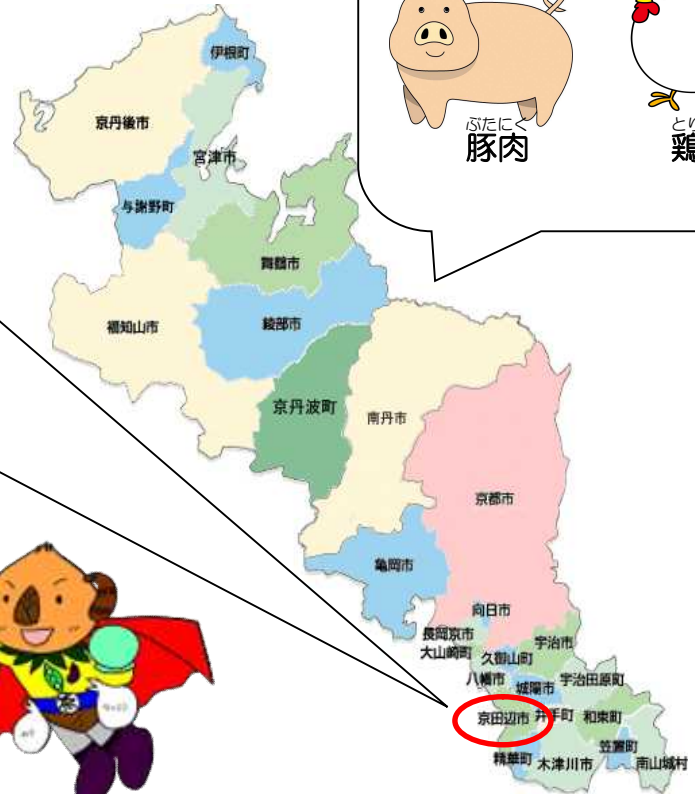 ぶたにく
豚肉
とり
鶏
伊根町
京丹後市
宮津市
与謝野町
舞鶴市
福知山市
綾部市
京丹波町
南丹市
京都市
亀岡市
向日市
長岡京市
大山崎町
宇治市
久御山町
八幡市
宇治田原町
城陽市
京田辺市
井手町
和束町
笠置町
精華町
木津川市
南山城村